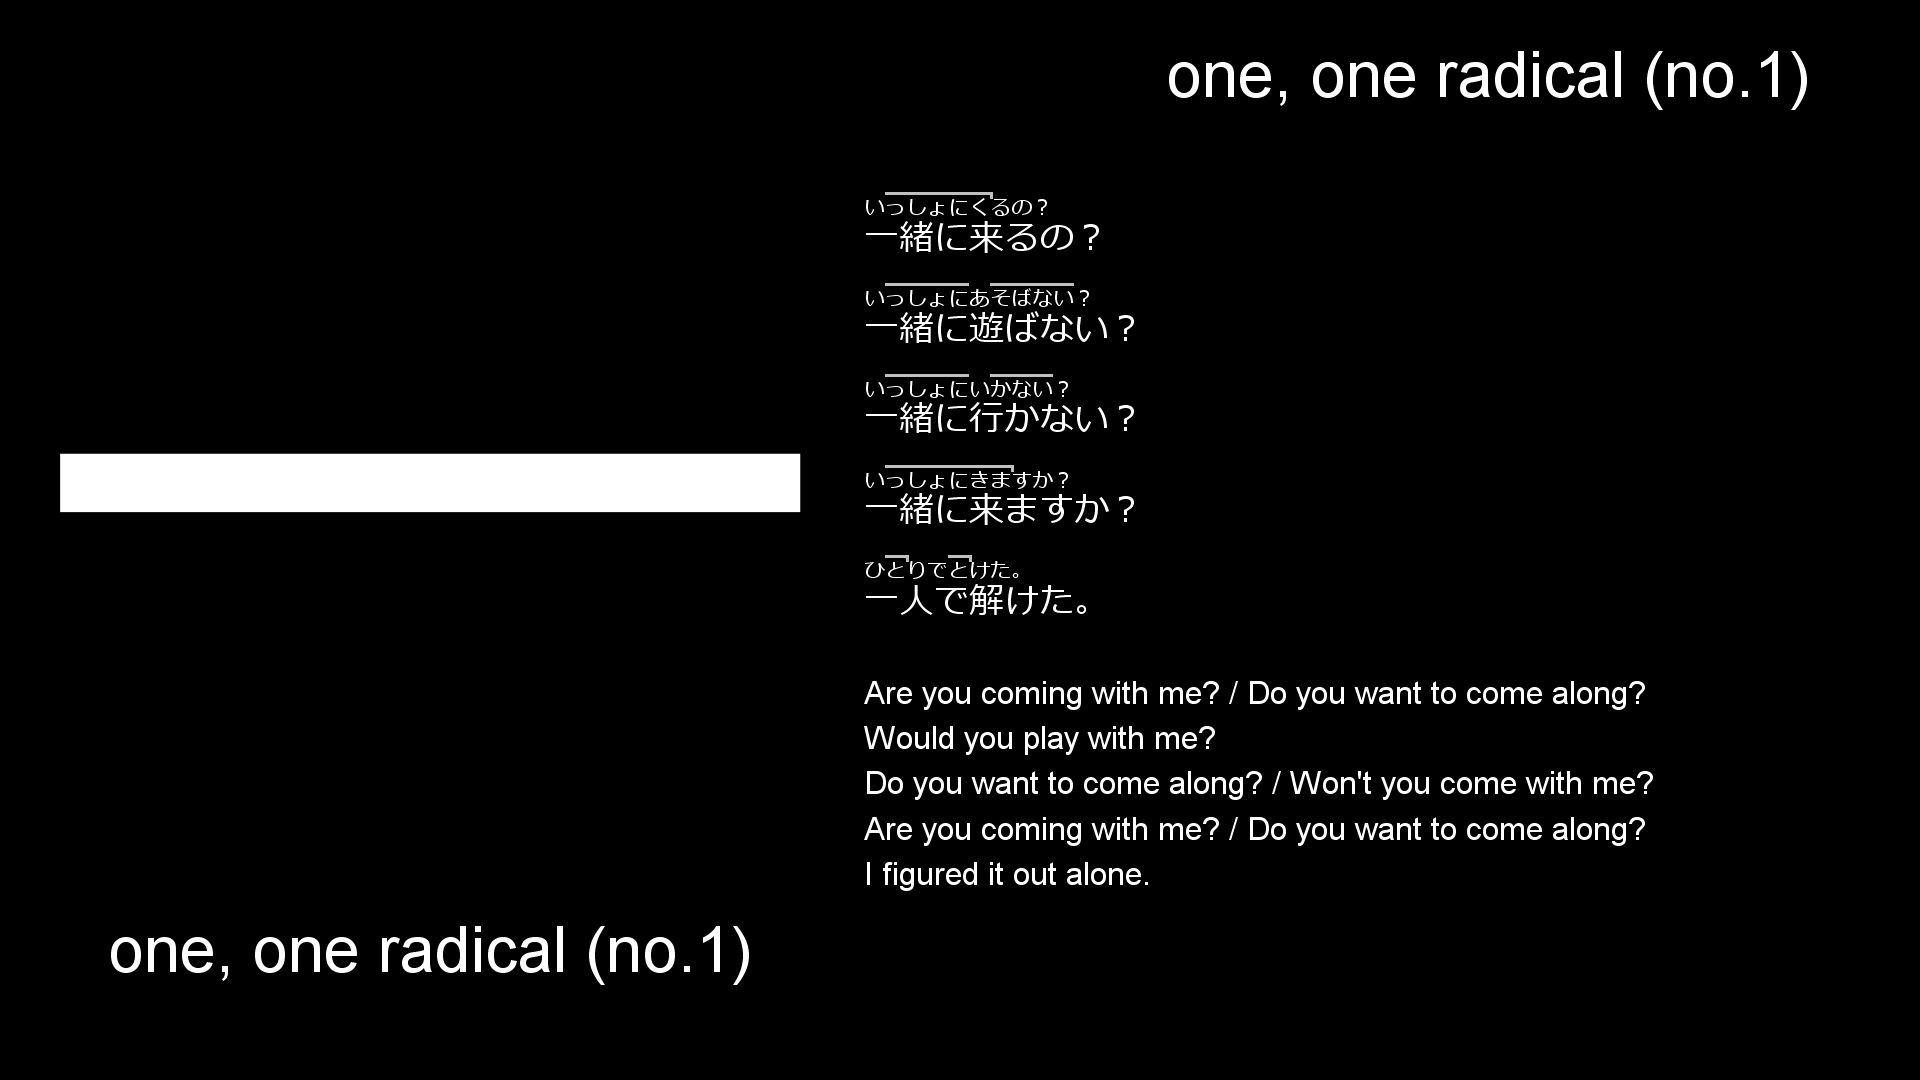 one, one radical (no.1)
一
いっしょにくるの？
一緒に来るの？
いっしょにあそばない？
一緒に遊ばない？
いっしょにいかない？
一緒に行かない？
いっしょにきますか？
一緒に来ますか？
ひとりでとけた。
一人で解けた。
Are you coming with me? / Do you want to come along?
Would you play with me?
Do you want to come along? / Won't you come with me?
Are you coming with me? / Do you want to come along?
I figured it out alone.
one, one radical (no.1)